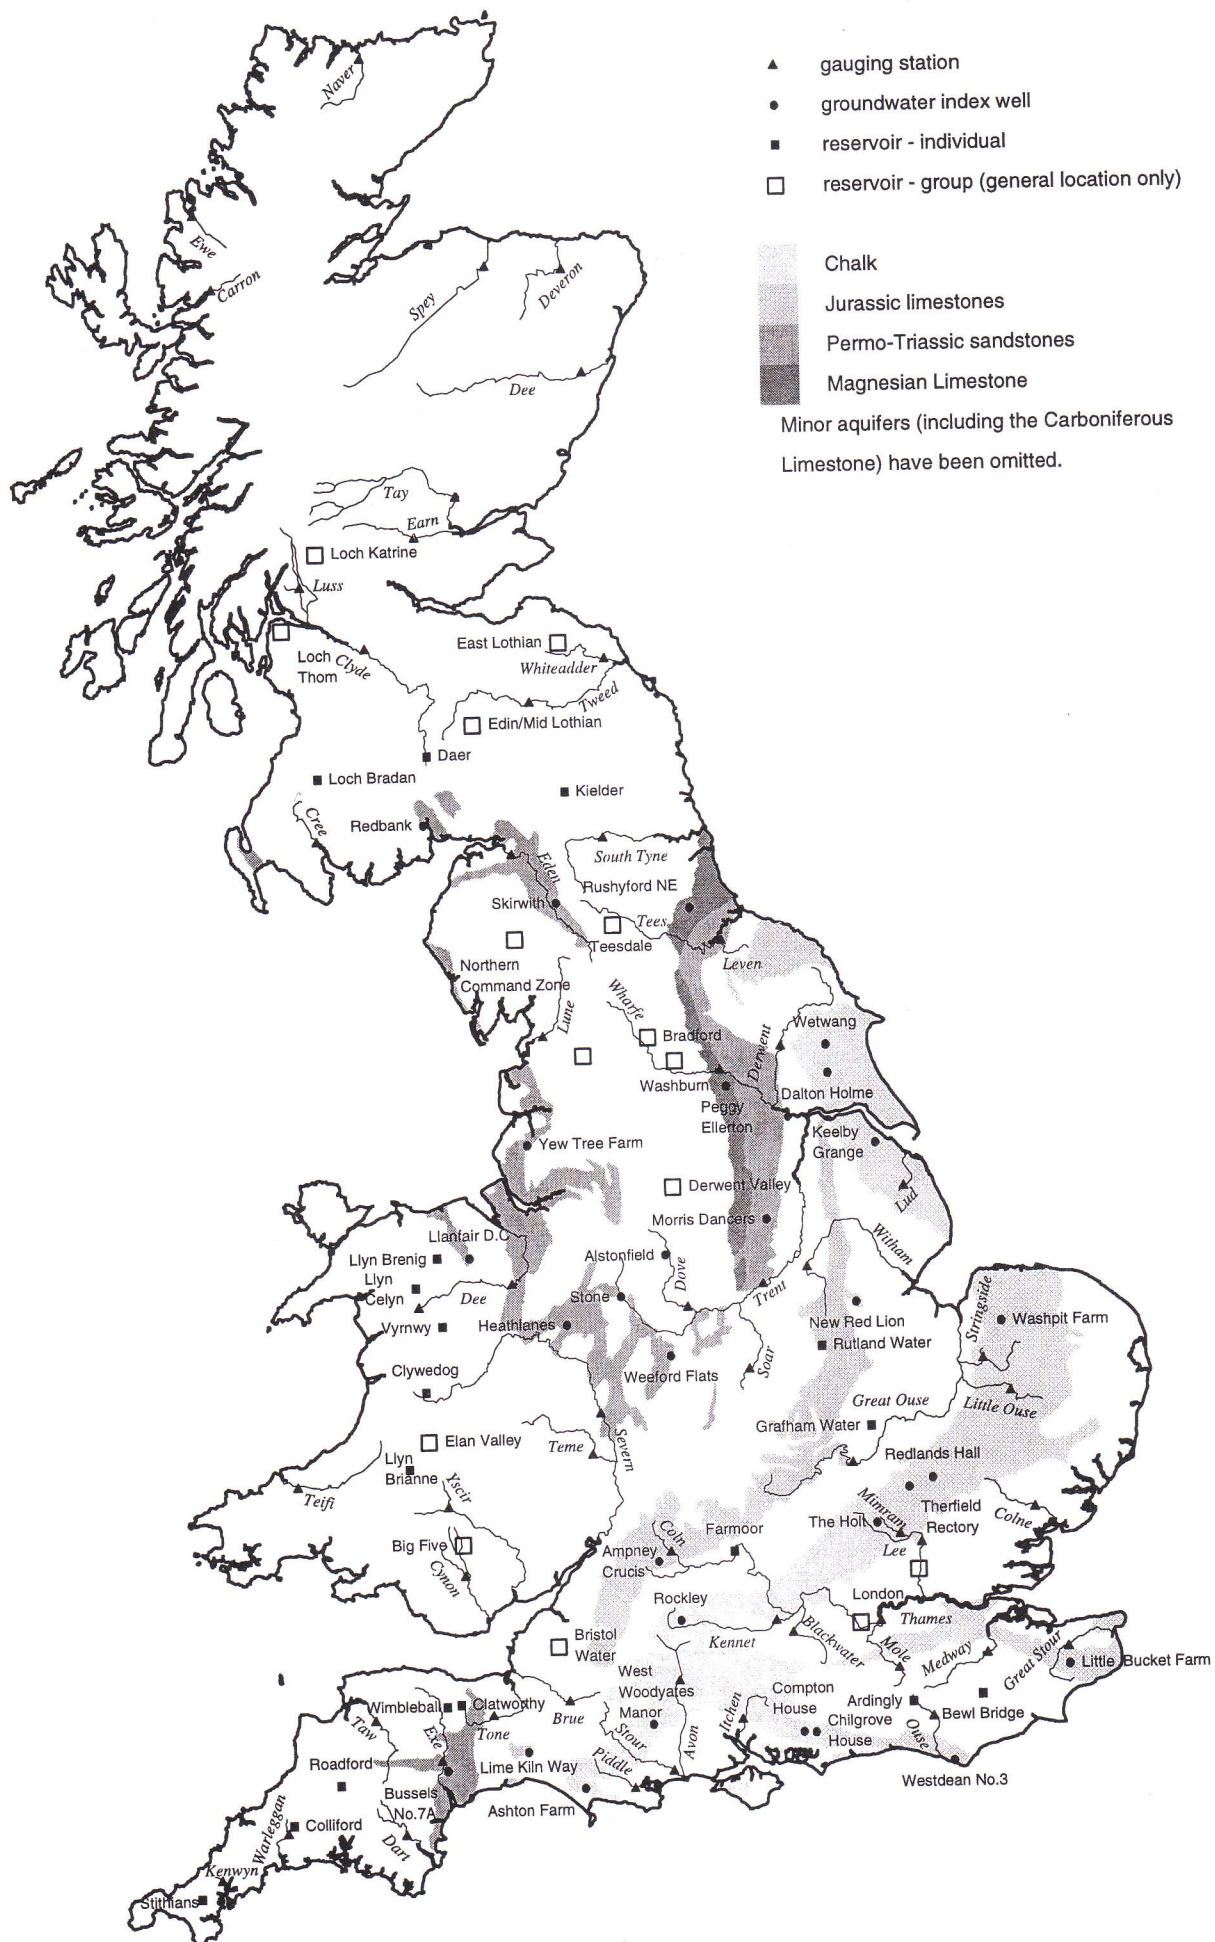 gauging station
groundwater index well
reservoir - individual
reservoir - group (general location only)
Chalk
Jurassic limestones
Permo-Triassic sandstones
Magnesian Limestone
Minor aquifers (including the Carboniferous
Limestone) have been omitted.
Naver
Ewe
Carron
Spey
Deveron
Dee
Tay
Earn
Loch Katrine
Luss
East Lothian
Loch
Thom
Clyde
Whiteadder
Tweed
Edin/Mid Lothian
Daer
Loch Bradan
Kielder
Cree
Redbank
Eden
South Tyne
Rushyford NE
Skirwith
Tees
Teesdale
Leven
Northern
Command Zone
Lune
Wharfe
Bradford
Derwent
Wetwang
Washburn
Dalton Holme
Peggy
Ellerton
Keelby
Grange
Yew Tree Farm
Derwent Valley
Lud
Morris Dancers
Llanfair D.C
Alstonfield
Witham
Llyn Brenig
Llyn
Celyn
Dee
Dove
Trent
Stone
Stringside
Vyrnwy
Heathlanes
New Red Lion
Washpit Farm
Rutland Water
Clywedog
Weeford Flats
Soar
Great Ouse
Little Ouse
Grafham Water
Elan Valley
Teme
Severn
Redlands Hall
Llyn
Brianne
Yscir
Teifi
Mimram
Therfield
Rectory
Colne
The Holt
Coln
Farmoor
Lee
Big Five
Ampney
Crucis
Cynon
London
Rockley
Thames
Kennet
Blackwater
Mole
Medway
Great Stour
Bristol
Water
Little Bucket Farm
West
Woodyates
Manor
Compton
House
Ardingly
Chilgrove
House
Bewl Bridge
Wimbleball
Clatworthy
Brue
Itchen
Taw
Exe
Tone
Stour
Avon
Ouse
Roadford
Lime Kiln Way
Piddle
Westdean No.3
Bussels
No.7A
Ashton Farm
Warleggan
Colliford
Dart
Kenwyn
Stithians